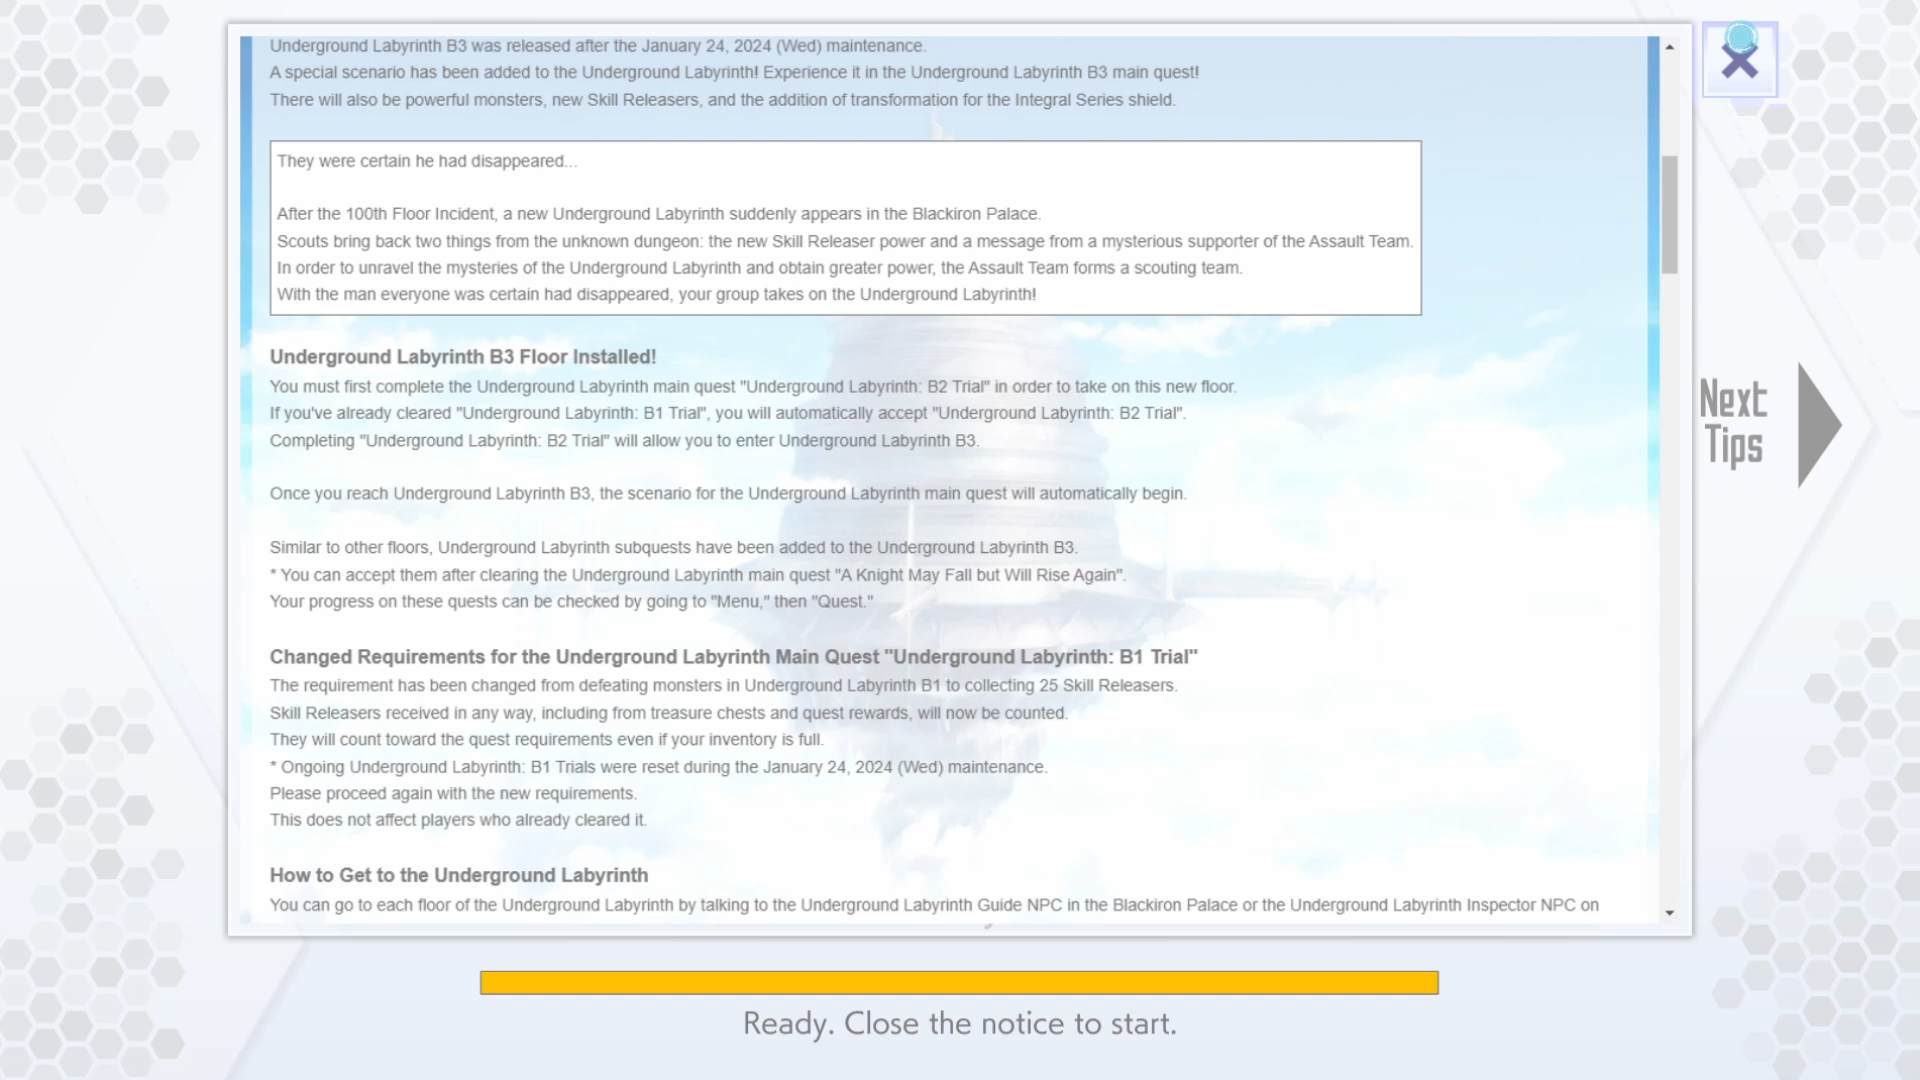 Underground Labyrinth B3 was released after the January 24, 2024 (Wed) maintenance.
A special scenario has been added to the Underground Labyrinth! Experience it in the Underground Labyrinth B3 main quest!
There will also be powerful monsters, new Skill Releasers, and the addition of transformation for the Integral Series shield.
They were certain he had disappeared...
After the 100th Floor Incident, a new Underground Labyrinth suddenly appears in the Blackiron Palace.
Scouts bring back two things from the unknown dungeon: the new Skill Releaser power and a message from a mysterious supporter of the Assault Team.
In order to unravel the mysteries of the Underground Labyrinth and obtain greater power, the Assault Team forms a scouting team.
With the man everyone was certain had disappeared, your group takes on the Underground Labyrinth!
Underground Labyrinth B3 Floor Installed!
You must first complete the Underground Labyrinth main quest "Underground Labyrinth: B2 Trial" in order to take on this new floor.
If you've already cleared "Underground Labyrinth: B1 Trial", you will automatically accept "Underground Labyrinth: B2 Trial".
Completing "Underground Labyrinth: B2 Trial" will allow you to enter Underground Labyrinth B3.
Once you reach Underground Labyrinth B3, the scenario for the Underground Labyrinth main quest will automatically begin.
Similar to other floors, Underground Labyrinth subquests have been added to the Underground Labyrinth B3.
* You can accept them after clearing the Underground Labyrinth main quest "A Knight May Fall but Will Rise Again".
Your progress on these quests can be checked by going to "Menu," then "Quest."
Changed Requirements for the Underground Labyrinth Main Quest "Underground Labyrinth: B1 Trial"
The requirement has been changed from defeating monsters in Underground Labyrinth B1 to collecting 25 Skill Releasers.
Skill Releasers received in any way, including from treasure chests and quest rewards, will now be counted.
They will count toward the quest requirements even if your inventory is full.
* Ongoing Underground Labyrinth: B1 Trials were reset during the January 24, 2024 (Wed) maintenance.
Please proceed again with the new requirements.
This does not affect players who already cleared it.
How to Get to the Underground Labyrinth
You can go to each floor of the Underground Labyrinth by talking to the Underground Labyrinth Guide NPC in the Blackiron Palace or the Underground Labyrinth Inspector NPC on
Next
Tips
Ready. Close the notice to start.